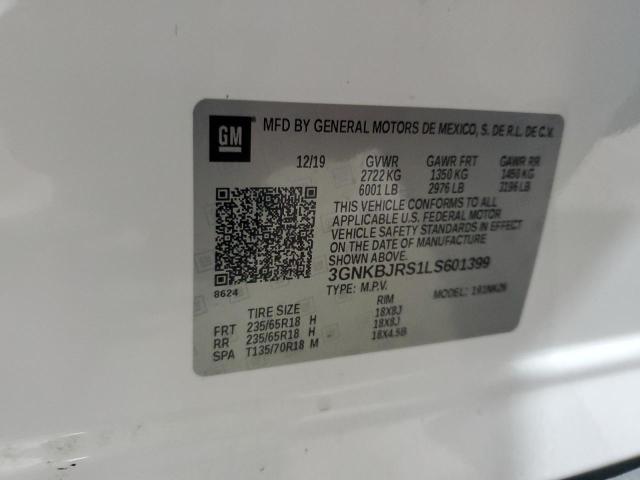 GM
MFD BY GENERAL MOTORS DE MEXICO, S. DE R.L. DE C.V.
12/19 GVWR GAWR FRT GAWR RR
2722 KG 1350 KG 1450 KG
6001 LB 2976 LB 3196 LB
THIS VEHICLE CONFORMS TO ALL
APPLICABLE U.S. FEDERAL MOTOR
VEHICLE SAFETY STANDARDS IN EFFECT
ON THE DATE OF MANUFACTURE
SHOWN ABOVE.
3GNKBJRS1LS601399
8624
TYPE: M.P.V. MODEL:
TIRE SIZE RIM
FRT 235/65R18 H 18X8J
RR 235/65R18 H 18X8J
SPA T135/70R18 M 18X4.5B